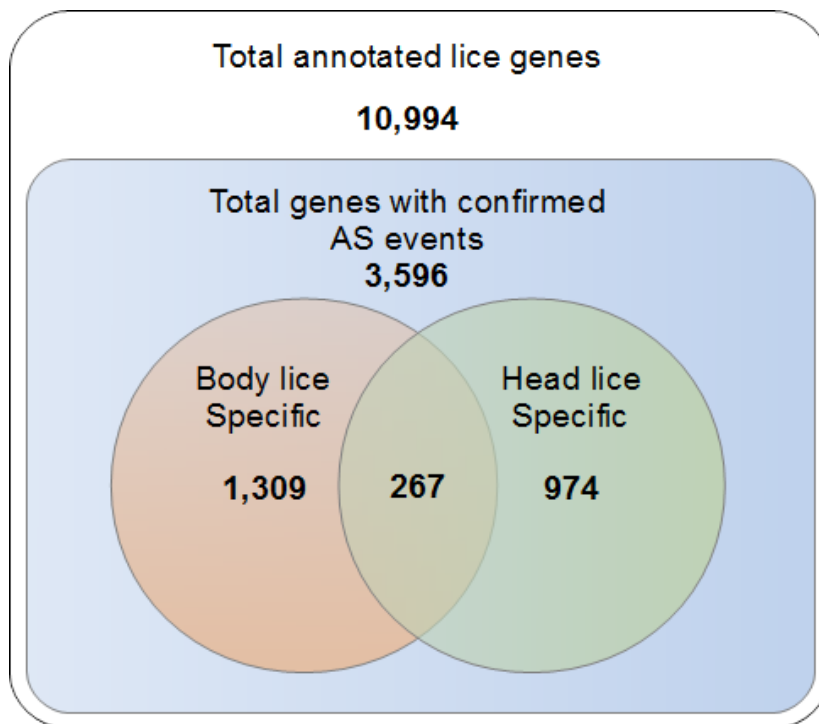 Total annotated lice genes
10,994
Total genes with confirmed
AS events
3,596
Body lice
Specific
1,309
267
Head lice
Specific
974